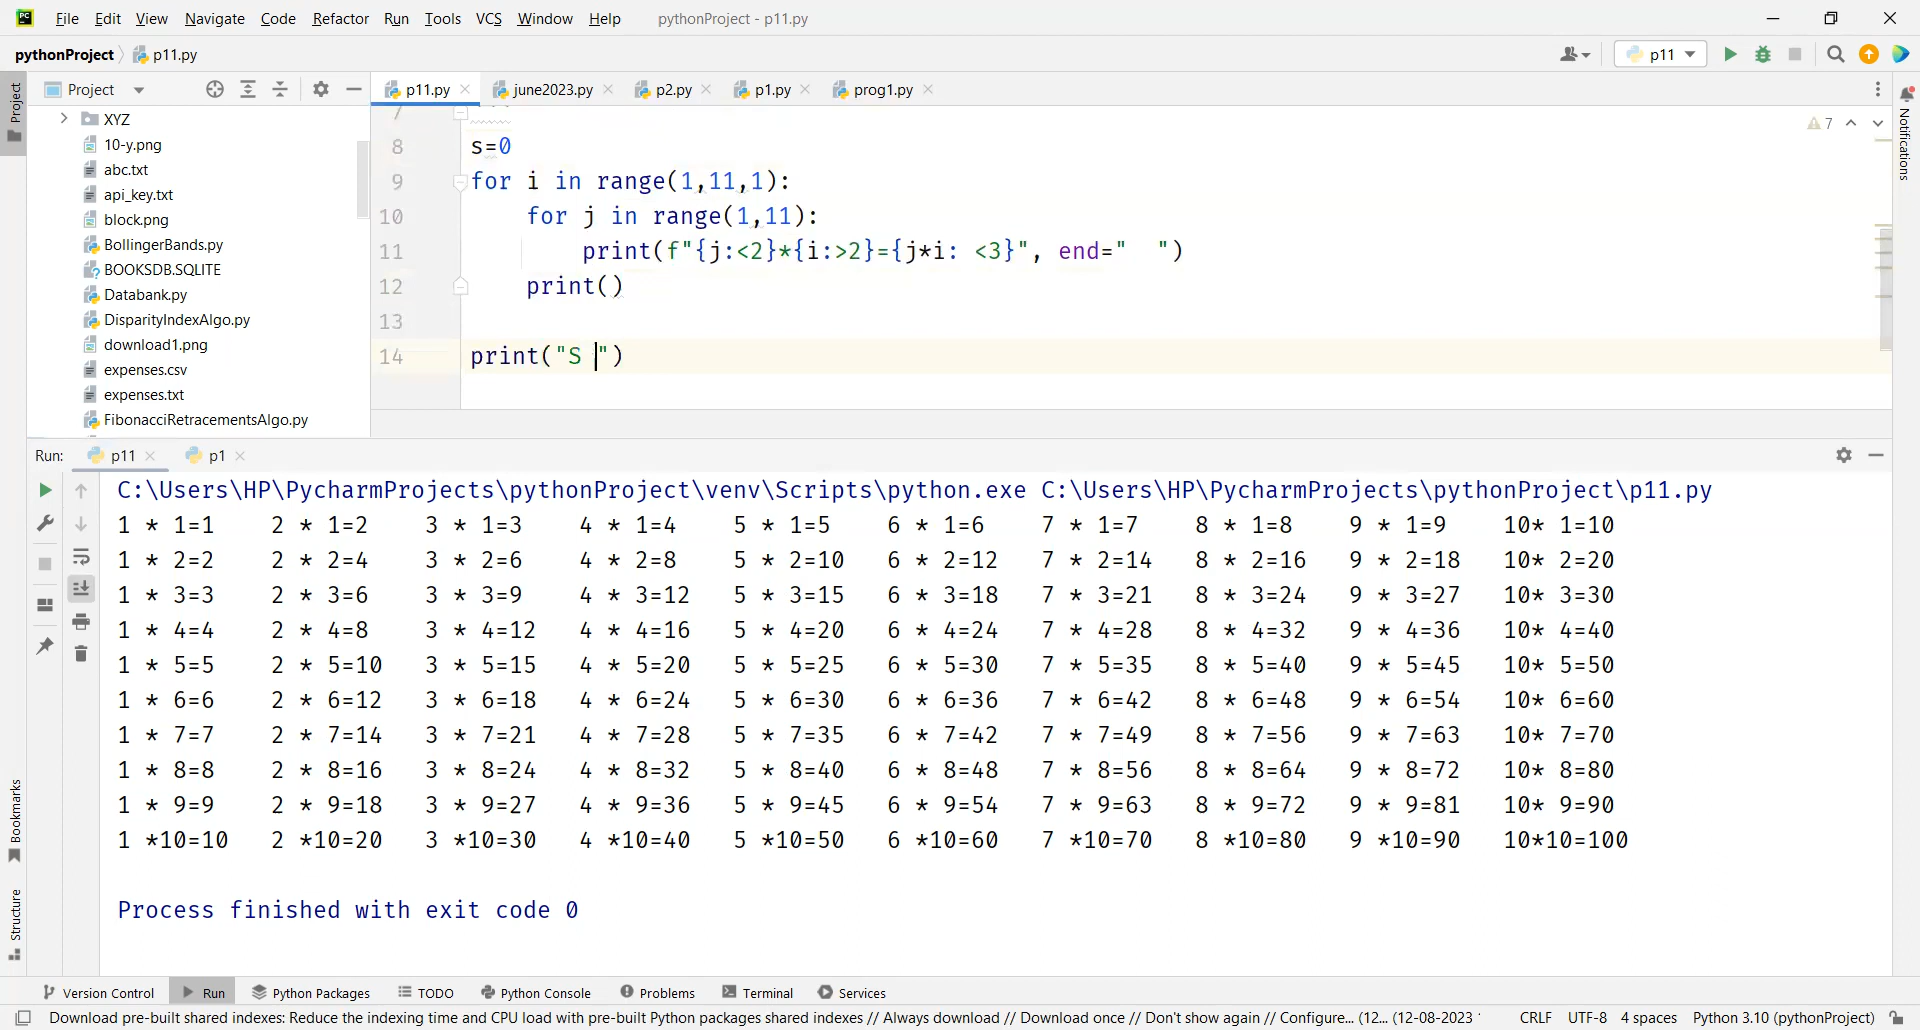 File Edit View Navigate Code Refactor Run Tools VCS Window Help pythonProject - p11.py
pythonProject p11.py p11
Project p11.py june2023.py p2.py p1.py prog1.py
Project
Notifications
XYZ
10-y.png
abc.txt
api_key.txt
block.png
BollingerBands.py
BOOKSDB.SQLITE
Databank.py
DisparityIndexAlgo.py
download1.png
expenses.csv
expenses.txt
FibonacciRetracementsAlgo.py
7
7
8 s=0
9 for i in range(1,11,1):
10 for j in range(1,11):
11 print(f"{j:<2}*{i:>2}={j*i: <3}", end="  ")
12 print()
13
14 print("S ")
Run: p11 p1
C:\Users\HP\PycharmProjects\pythonProject\venv\Scripts\python.exe C:\Users\HP\PycharmProjects\pythonProject\p11.py
1 * 1=1 2 * 1=2 3 * 1=3 4 * 1=4 5 * 1=5 6 * 1=6 7 * 1=7 8 * 1=8 9 * 1=9 10* 1=10
1 * 2=2 2 * 2=4 3 * 2=6 4 * 2=8 5 * 2=10 6 * 2=12 7 * 2=14 8 * 2=16 9 * 2=18 10* 2=20
1 * 3=3 2 * 3=6 3 * 3=9 4 * 3=12 5 * 3=15 6 * 3=18 7 * 3=21 8 * 3=24 9 * 3=27 10* 3=30
1 * 4=4 2 * 4=8 3 * 4=12 4 * 4=16 5 * 4=20 6 * 4=24 7 * 4=28 8 * 4=32 9 * 4=36 10* 4=40
1 * 5=5 2 * 5=10 3 * 5=15 4 * 5=20 5 * 5=25 6 * 5=30 7 * 5=35 8 * 5=40 9 * 5=45 10* 5=50
1 * 6=6 2 * 6=12 3 * 6=18 4 * 6=24 5 * 6=30 6 * 6=36 7 * 6=42 8 * 6=48 9 * 6=54 10* 6=60
1 * 7=7 2 * 7=14 3 * 7=21 4 * 7=28 5 * 7=35 6 * 7=42 7 * 7=49 8 * 7=56 9 * 7=63 10* 7=70
1 * 8=8 2 * 8=16 3 * 8=24 4 * 8=32 5 * 8=40 6 * 8=48 7 * 8=56 8 * 8=64 9 * 8=72 10* 8=80
1 * 9=9 2 * 9=18 3 * 9=27 4 * 9=36 5 * 9=45 6 * 9=54 7 * 9=63 8 * 9=72 9 * 9=81 10* 9=90
1 *10=10 2 *10=20 3 *10=30 4 *10=40 5 *10=50 6 *10=60 7 *10=70 8 *10=80 9 *10=90 10*10=100
Process finished with exit code 0
Bookmarks
Structure
Version Control Run Python Packages TODO Python Console Problems Terminal Services
Download pre-built shared indexes: Reduce the indexing time and CPU load with pre-built Python packages shared indexes // Always download // Download once // Don't show again // Configure... (12... (12-08-2023 CRLF UTF-8 4 spaces Python 3.10 (pythonProject)